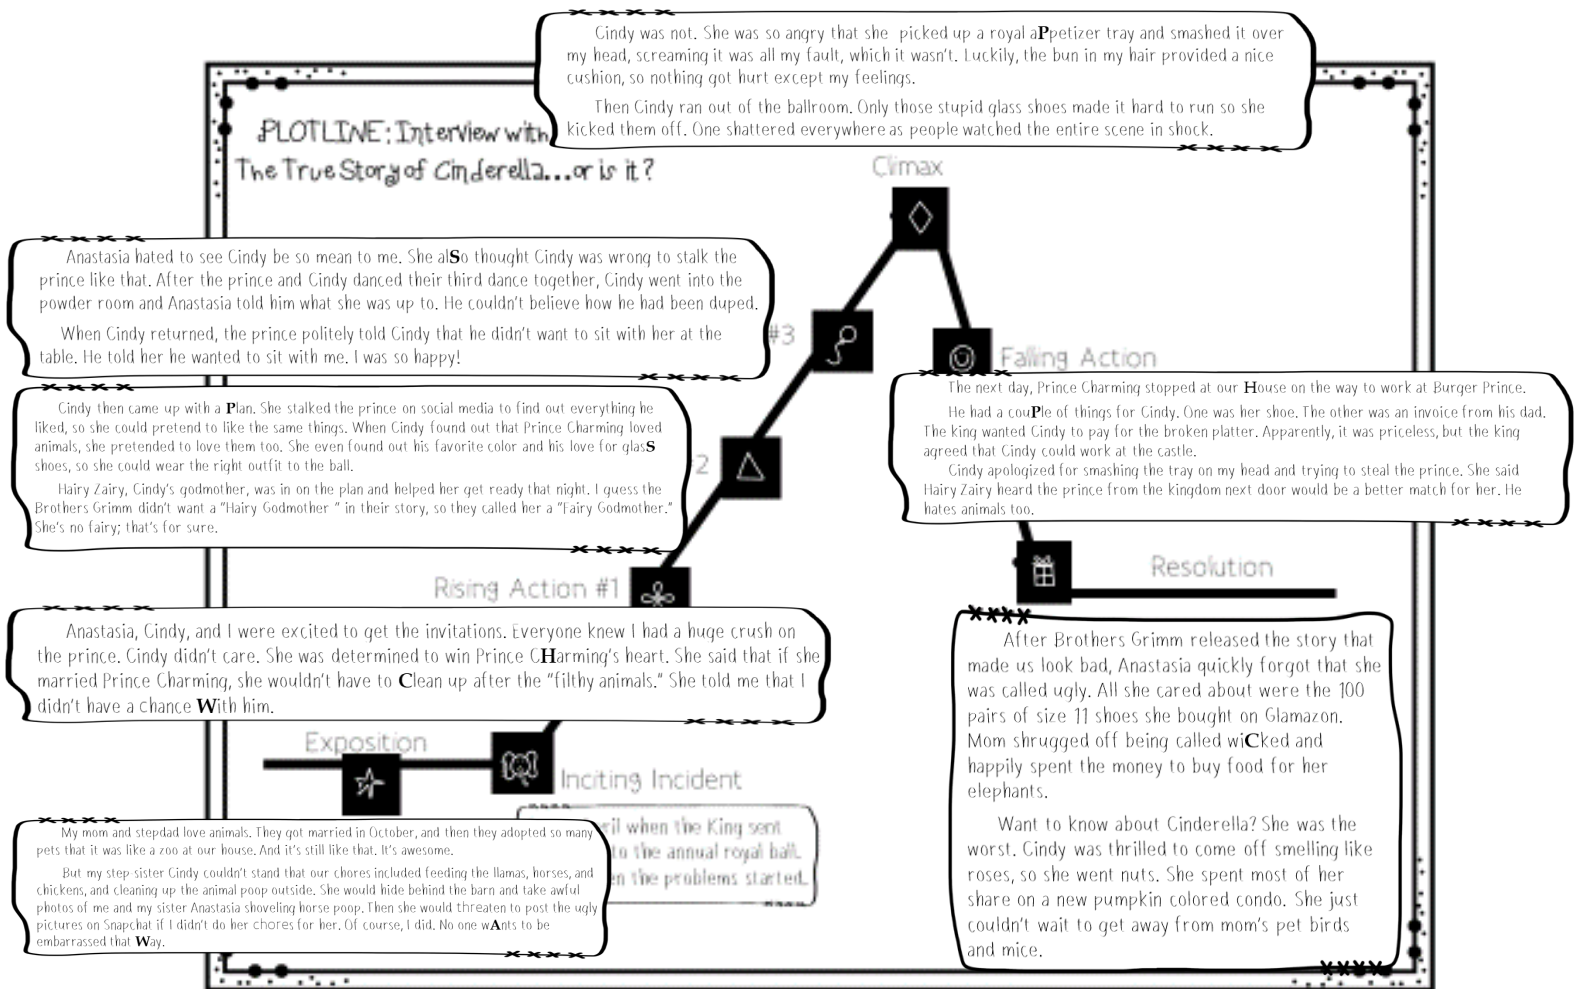 Cindy was not. She was so angry that she picked up a royal aPpetizer tray and smashed it over
my head, screaming it was all my fault, which it wasn't. Luckily, the bun in my hair provided a nice
cushion, so nothing got hurt except my feelings.
Then Cindy ran out of the ballroom. Only those stupid glass shoes made it hard to run so she
kicked them off. One shattered everywhere as people watched the entire scene in shock.
PLOTLINE: Interview with
The True Story of Cinderella...or is it?
Climax
Anastasia hated to see Cindy be so mean to me. She alSo thought Cindy was wrong to stalk the
prince like that. After the prince and Cindy danced their third dance together, Cindy went into the
powder room and Anastasia told him what she was up to. He couldn't believe how he had been duped.
When Cindy returned, the prince politely told Cindy that he didn't want to sit with her at the
table. He told her he wanted to sit with me. I was so happy!
#3
Falling Action
The next day, Prince Charming stopped at our House on the way to work at Burger Prince.
He had a couPle of things for Cindy. One was her shoe. The other was an invoice from his dad.
The king wanted Cindy to pay for the broken platter. Apparently, it was priceless, but the king
agreed that Cindy could work at the castle.
Cindy apologized for smashing the tray on my head and trying to steal the prince. She said
Hairy Zairy heard the prince from the kingdom next door would be a better match for her. He
hates animals too.
Cindy then came up with a Plan. She stalked the prince on social media to find out everything he
liked, so she could pretend to like the same things. When Cindy found out that Prince Charming loved
animals, she pretended to love them too. She even found out his favorite color and his love for glasS
shoes, so she could wear the right outfit to the ball.
Hairy Zairy, Cindy's godmother, was in on the plan and helped her get ready that night. I guess the
Brothers Grimm didn't want a "Hairy Godmother " in their story, so they called her a "Fairy Godmother."
She's no fairy; that's for sure.
2
Rising Action #1
Resolution
Anastasia, Cindy, and I were excited to get the invitations. Everyone knew I had a huge crush on
the prince. Cindy didn't care. She was determined to win Prince CHarming's heart. She said that if she
married Prince Charming, she wouldn't have to Clean up after the "filthy animals." She told me that I
didn't have a chance With him.
After Brothers Grimm released the story that
made us look bad, Anastasia quickly forgot that she
was called ugly. All she cared about were the 100
pairs of size 11 shoes she bought on Glamazon.
Mom shrugged off being called wiCked and
happily spent the money to buy food for her
elephants.
Want to know about Cinderella? She was the
worst. Cindy was thrilled to come off smelling like
roses, so she went nuts. She spent most of her
share on a new pumpkin colored condo. She just
couldn't wait to get away from mom's pet birds
and mice.
Exposition
Inciting Incident
when the King sent
to the annual royal ball.
the problems started.
My mom and stepdad love animals. They got married in October, and then they adopted so many
pets that it was like a zoo at our house. And it's still like that. It's awesome.
But my step sister Cindy couldn't stand that our chores included feeding the llamas, horses, and
chickens, and cleaning up the animal poop outside. She would hide behind the barn and take awful
photos of me and my sister Anastasia shoveling horse poop. Then she would threaten to post the ugly
pictures on Snapchat if I didn't do her chores for her. Of course, I did. No one wAnts to be
embarrassed that Way.